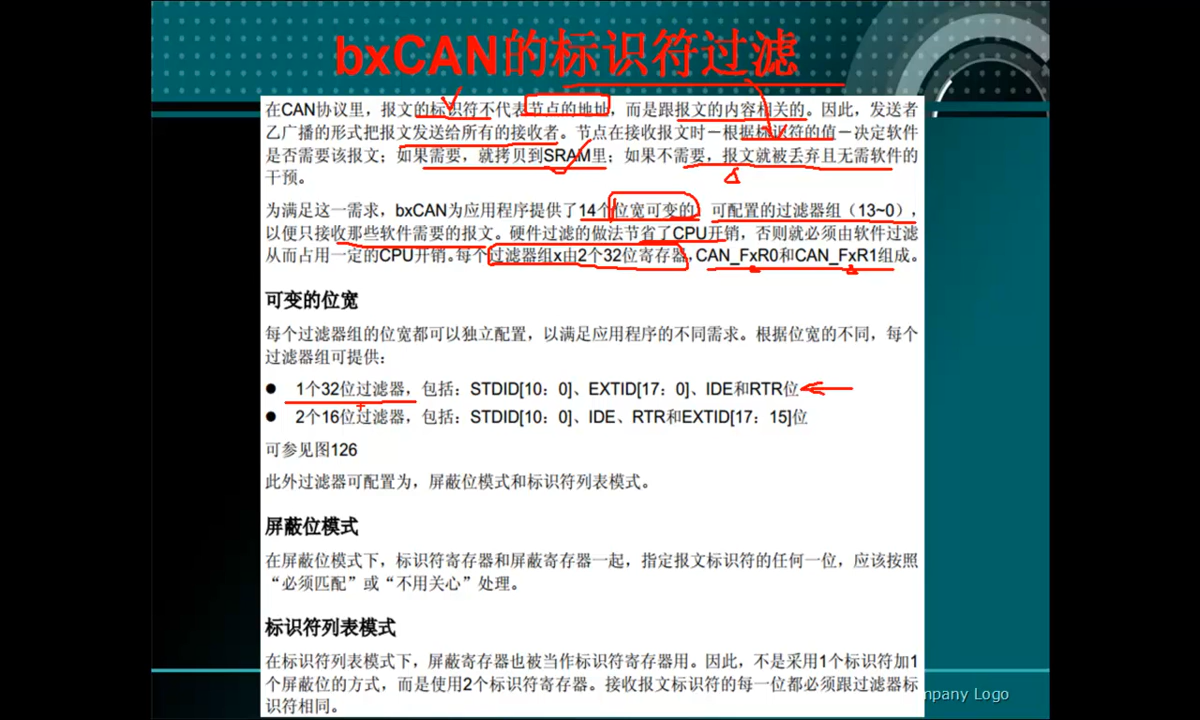 bxCAN的标识符过滤
在CAN协议里，报文的标识符不代表节点的地址，而是跟报文的内容相关的。因此，发送者
乙广播的形式把报文发送给所有的接收者。节点在接收报文时－根据标识符的值－决定软件
是否需要该报文；如果需要，就拷贝到SRAM里；如果不需要，报文就被丢弃且无需软件的
干预。
为满足这一需求，bxCAN为应用程序提供了14个位宽可变的、可配置的过滤器组（13~0），
以便只接收那些软件需要的报文。硬件过滤的做法节省了CPU开销，否则就必须由软件过滤
从而占用一定的CPU开销。每个过滤器组x由2个32位寄存器，CAN_FxR0和CAN_FxR1组成。
可变的位宽
每个过滤器组的位宽都可以独立配置，以满足应用程序的不同需求。根据位宽的不同，每个
过滤器组可提供：
● 1个32位过滤器，包括：STDID[10：0]、EXTID[17：0]、IDE和RTR位
● 2个16位过滤器，包括：STDID[10：0]、IDE、RTR和EXTID[17：15]位
可参见图126
此外过滤器可配置为，屏蔽位模式和标识符列表模式。
屏蔽位模式
在屏蔽位模式下，标识符寄存器和屏蔽寄存器一起，指定报文标识符的任何一位，应该按照
“必须匹配”或“不用关心”处理。
标识符列表模式
在标识符列表模式下，屏蔽寄存器也被当作标识符寄存器用。因此，不是采用1个标识符加1
个屏蔽位的方式，而是使用2个标识符寄存器。接收报文标识符的每一位都必须跟过滤器标
识符相同。
mpany Logo